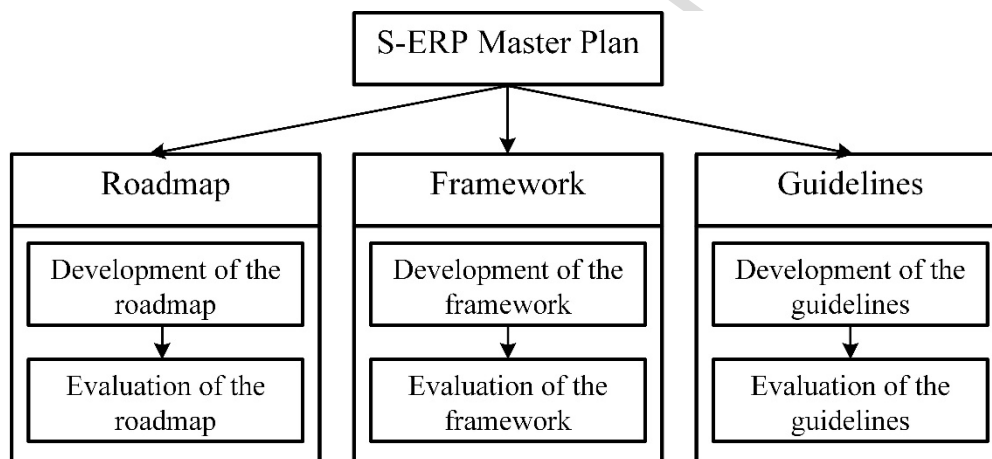 S-ERP Master Plan
Roadmap
Development of the
roadmap
Evaluation of the
roadmap
Framework
Development of the
framework
Evaluation of the
framework
Guidelines
Development of the
guidelines
Evaluation of the
guidelines